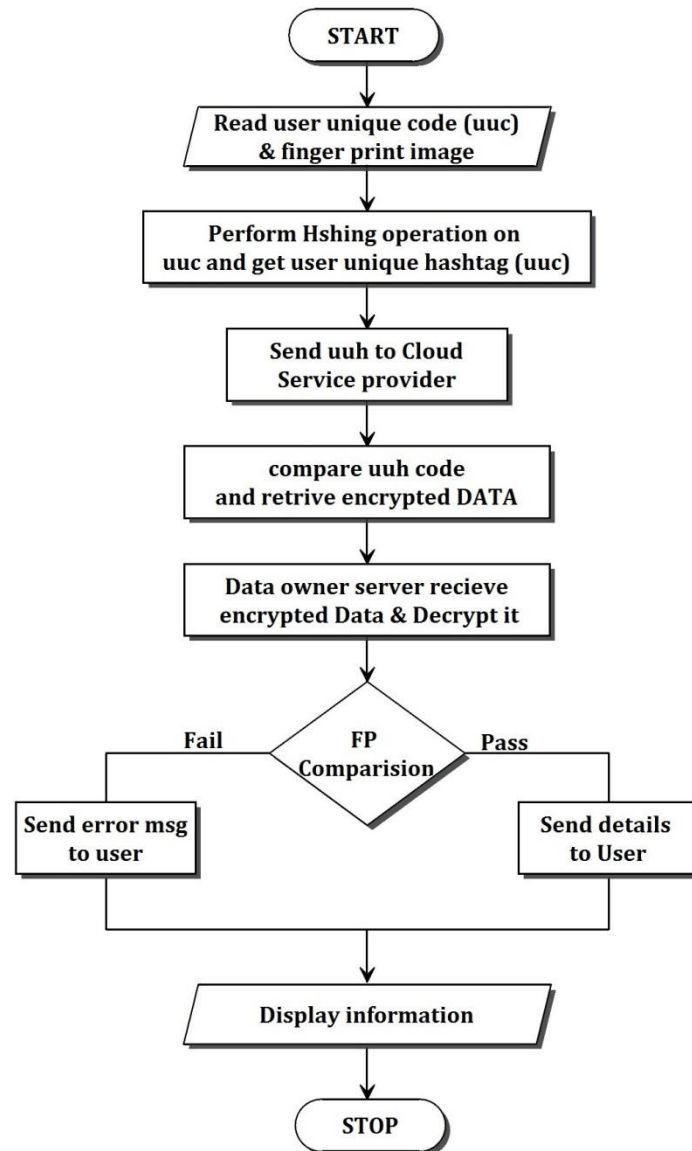 START
Read user unique code (uuc)
& finger print image
Perform Hshing operation on
uuc and get user unique hashtag (uuc)
Send uuh to Cloud
Service provider
compare uuh code
and retrive encrypted DATA
Data owner server recieve
encrypted Data & Decrypt it
Fail
FP
Comparision
Pass
Send error msg
to user
Send details
to User
Display information
STOP